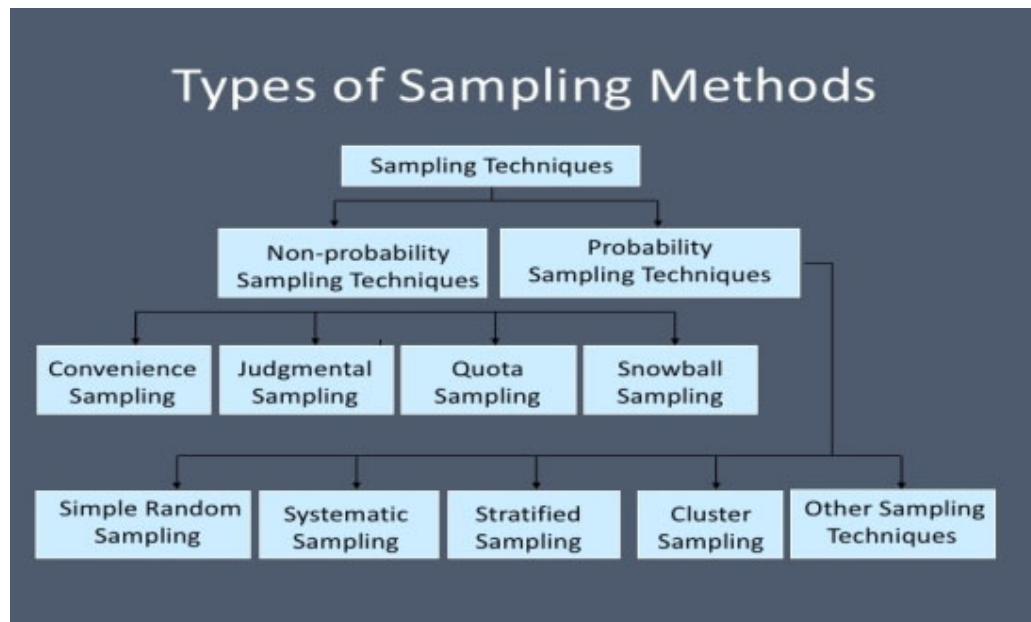 Types of Sampling Methods
Sampling Techniques
Non-probability
Sampling Techniques
Probability
Sampling Techniques
Convenience
Sampling
Judgmental
Sampling
Quota
Sampling
Snowball
Sampling
Simple Random
Sampling
Systematic
Sampling
Stratified
Sampling
Cluster
Sampling
Other Sampling
Techniques